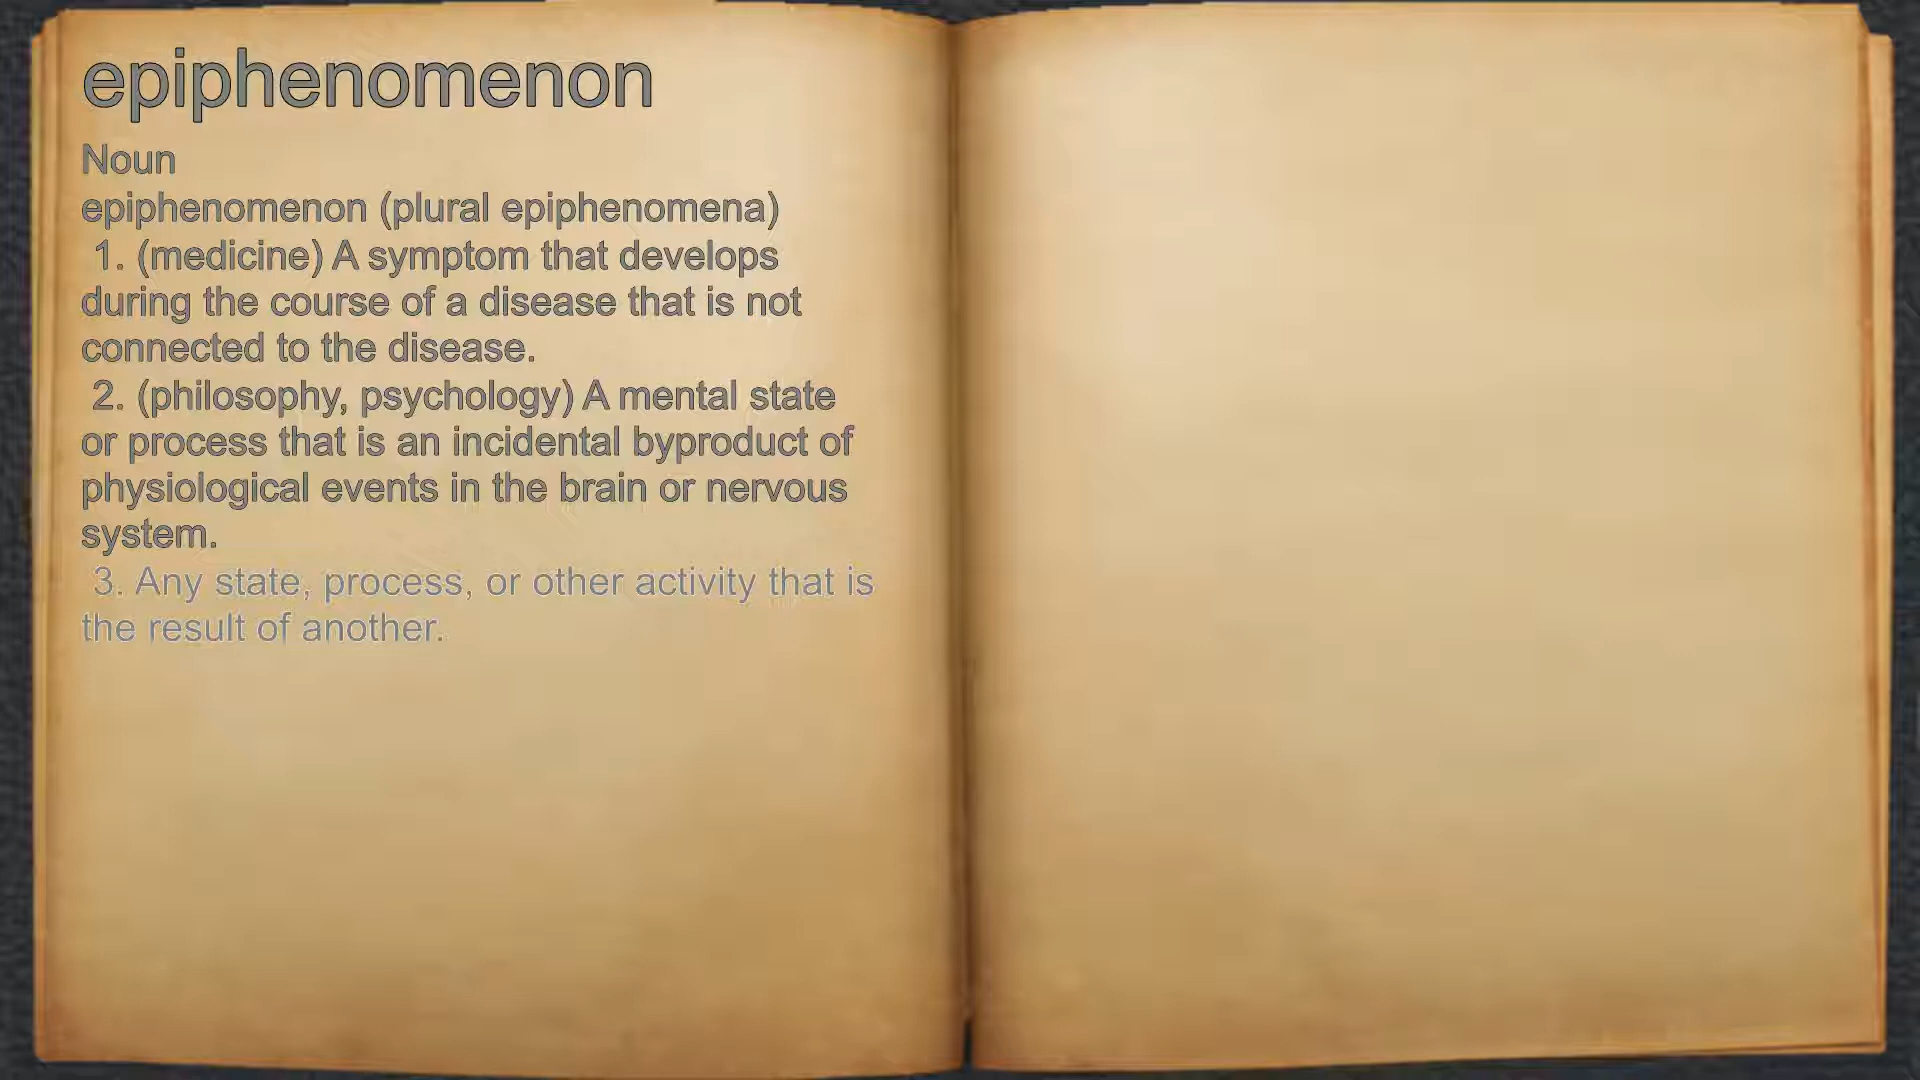 epiphenomenon
Noun
epiphenomenon (plural epiphenomena)
1. (medicine) A symptom that develops
during the course of a disease that is not
connected to the disease.
2. (philosophy, psychology) A mental state
or process that is an incidental byproduct of
physiological events in the brain or nervous
system.
3. Any state, process, or other activity that is
the result of another.